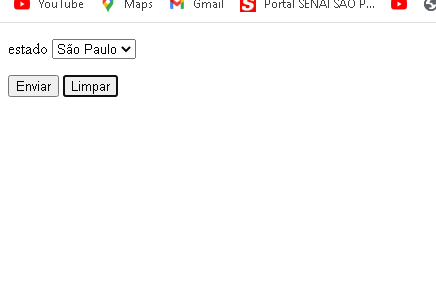 YouTube Maps Gmail Portal SENAI SÃO P...
estado São Paulo
Enviar Limpar